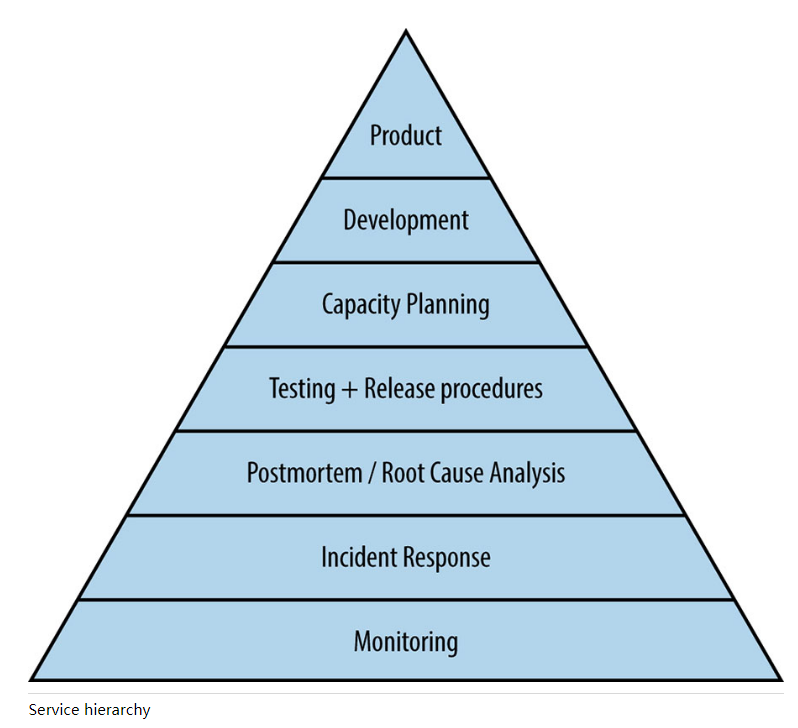 Product
Development
Capacity Planning
Testing + Release procedures
Postmortem / Root Cause Analysis
Incident Response
Monitoring
Service hierarchy